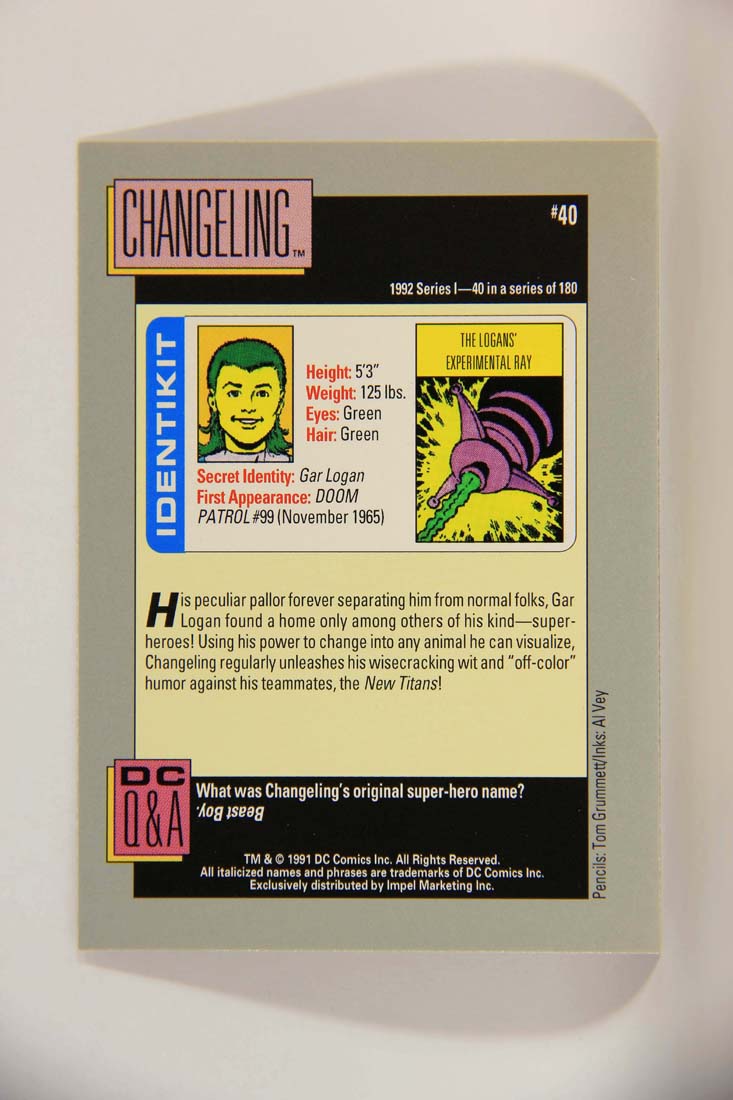 CHANGELING™
#40
1992 Series I—40 in a series of 180
IDENTIKIT
Height: 5'3"
Weight: 125 lbs.
Eyes: Green
Hair: Green
Secret Identity: Gar Logan
First Appearance: DOOM
PATROL #99 (November 1965)
THE LOGANS'
EXPERIMENTAL RAY
His peculiar pallor forever separating him from normal folks, Gar
Logan found a home only among others of his kind—super-
heroes! Using his power to change into any animal he can visualize,
Changeling regularly unleashes his wisecracking wit and "off-color"
humor against his teammates, the New Titans!
DC
Q&A
What was Changeling's original super-hero name?
Beast Boy.
TM & © 1991 DC Comics Inc. All Rights Reserved.
All italicized names and phrases are trademarks of DC Comics Inc.
Exclusively distributed by Impel Marketing Inc.
Pencils: Tom Grummett/Inks: Al Vey